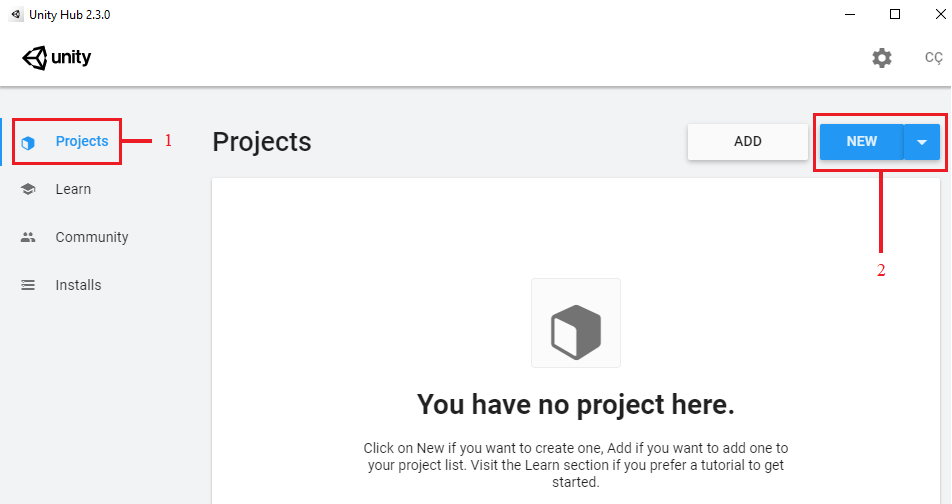 Unity Hub 2.3.0
unity
CÇ
Projects
1
Projects
ADD
NEW
Learn
Community
2
Installs
You have no project here.
Click on New if you want to create one, Add if you want to add one to
your project list. Visit the Learn section if you prefer a tutorial to get
started.